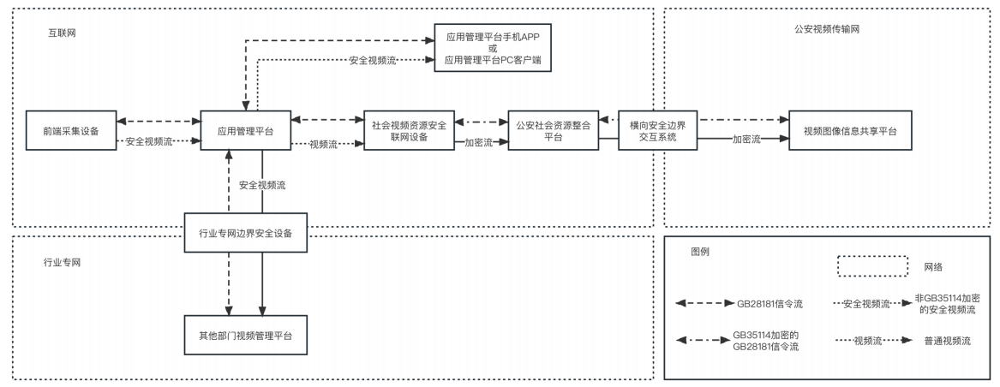 互联网
公安视频传输网
应用管理平台手机APP
或
应用管理平台PC客户端
安全视频流
前端采集设备
安全视频流
应用管理平台
视频流
社会视频资源安全
联网设备
加密流
公安社会资源整合
平台
横向安全边界
交互系统
加密流
视频图像信息共享平台
安全视频流
行业专网边界安全设备
行业专网
其他部门视频管理平台
图例
网络
GB28181信令流
安全视频流
非GB35114加密
的安全视频流
GB35114加密的
GB28181信令流
视频流
普通视频流